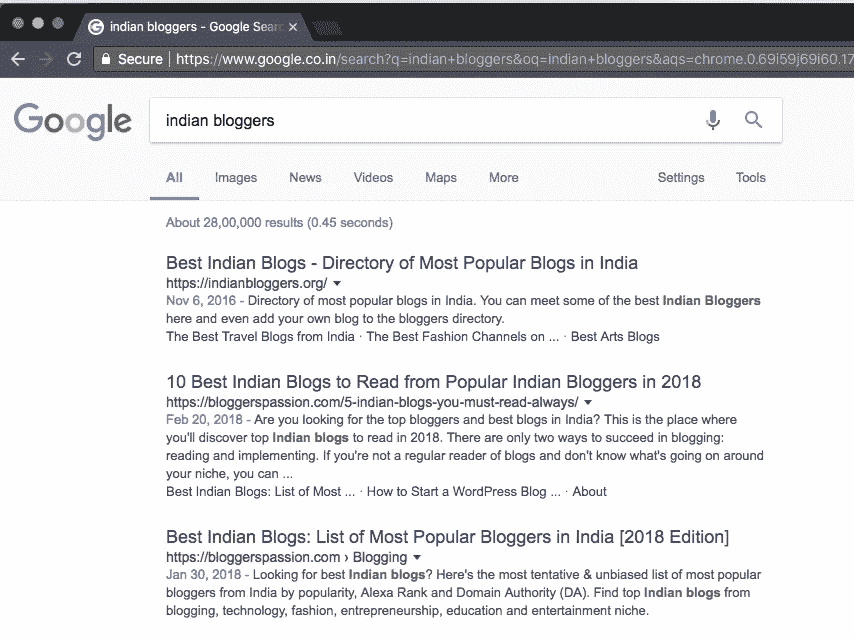 indian bloggers - Google Sear
Secure | https://www.google.co.in/search?q=indian+bloggers&oq=indian+bloggers&aqs=chrome.0.69i59j69i60.17
Google
indian bloggers
All Images News Videos Maps More Settings Tools
About 28,00,000 results (0.45 seconds)
Best Indian Blogs - Directory of Most Popular Blogs in India
https://indianbloggers.org/
Nov 6, 2016 - Directory of most popular blogs in India. You can meet some of the best Indian Bloggers
here and even add your own blog to the bloggers directory.
The Best Travel Blogs from India · The Best Fashion Channels on ... · Best Arts Blogs
10 Best Indian Blogs to Read from Popular Indian Bloggers in 2018
https://bloggerspassion.com/5-indian-blogs-you-must-read-always/
Feb 20, 2018 - Are you looking for the top bloggers and best blogs in India? This is the place where
you'll discover top Indian blogs to read in 2018. There are only two ways to succeed in blogging:
reading and implementing. If you're not a regular reader of blogs and don't know what's going on around
your niche, you can ...
Best Indian Blogs: List of Most ... · How to Start a WordPress Blog ... · About
Best Indian Blogs: List of Most Popular Bloggers in India [2018 Edition]
https://bloggerspassion.com › Blogging
Jan 30, 2018 - Looking for best Indian blogs? Here's the most tentative & unbiased list of most popular
bloggers from India by popularity, Alexa Rank and Domain Authority (DA). Find top Indian blogs from
blogging, technology, fashion, entrepreneurship, education and entertainment niche.